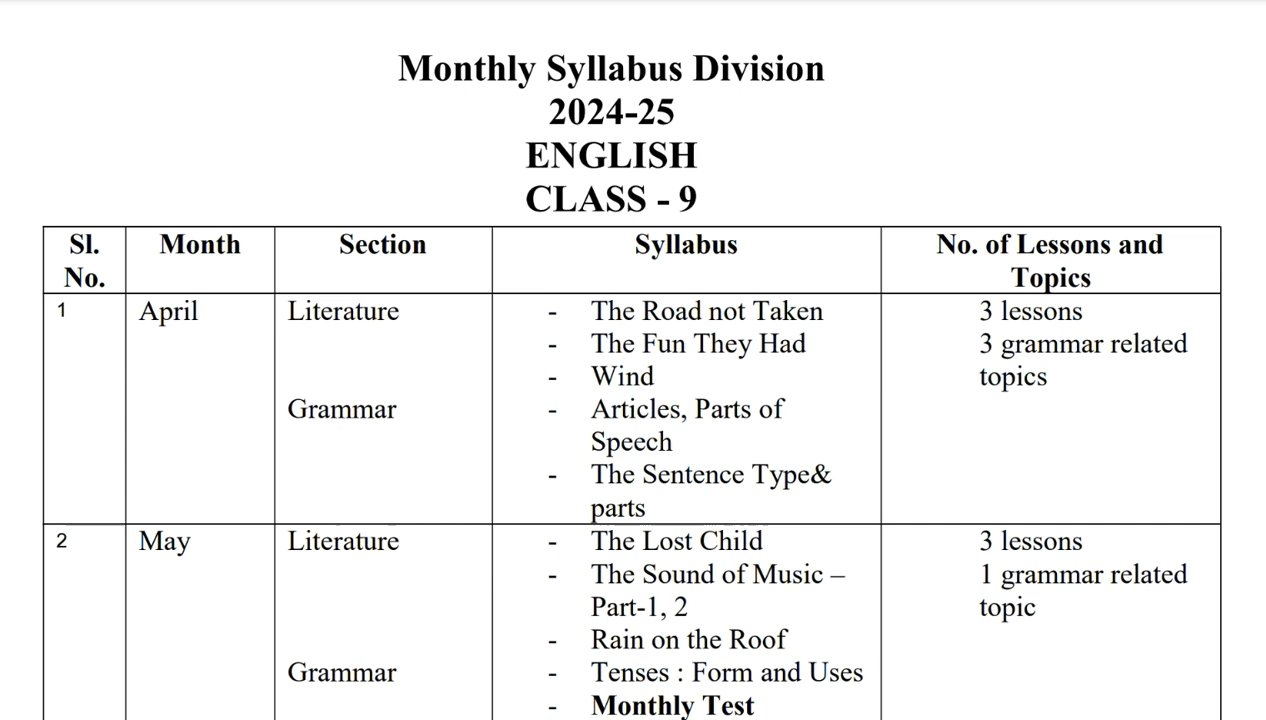 Monthly Syllabus Division
2024-25
ENGLISH
CLASS - 9
Sl. No. Month Section Syllabus No. of Lessons and Topics
1 April Literature - The Road not Taken 3 lessons
- The Fun They Had 3 grammar related
- Wind topics
Grammar - Articles, Parts of
Speech
- The Sentence Type&
parts
2 May Literature - The Lost Child 3 lessons
- The Sound of Music – 1 grammar related
Part-1, 2 topic
- Rain on the Roof
Grammar - Tenses : Form and Uses
- Monthly Test